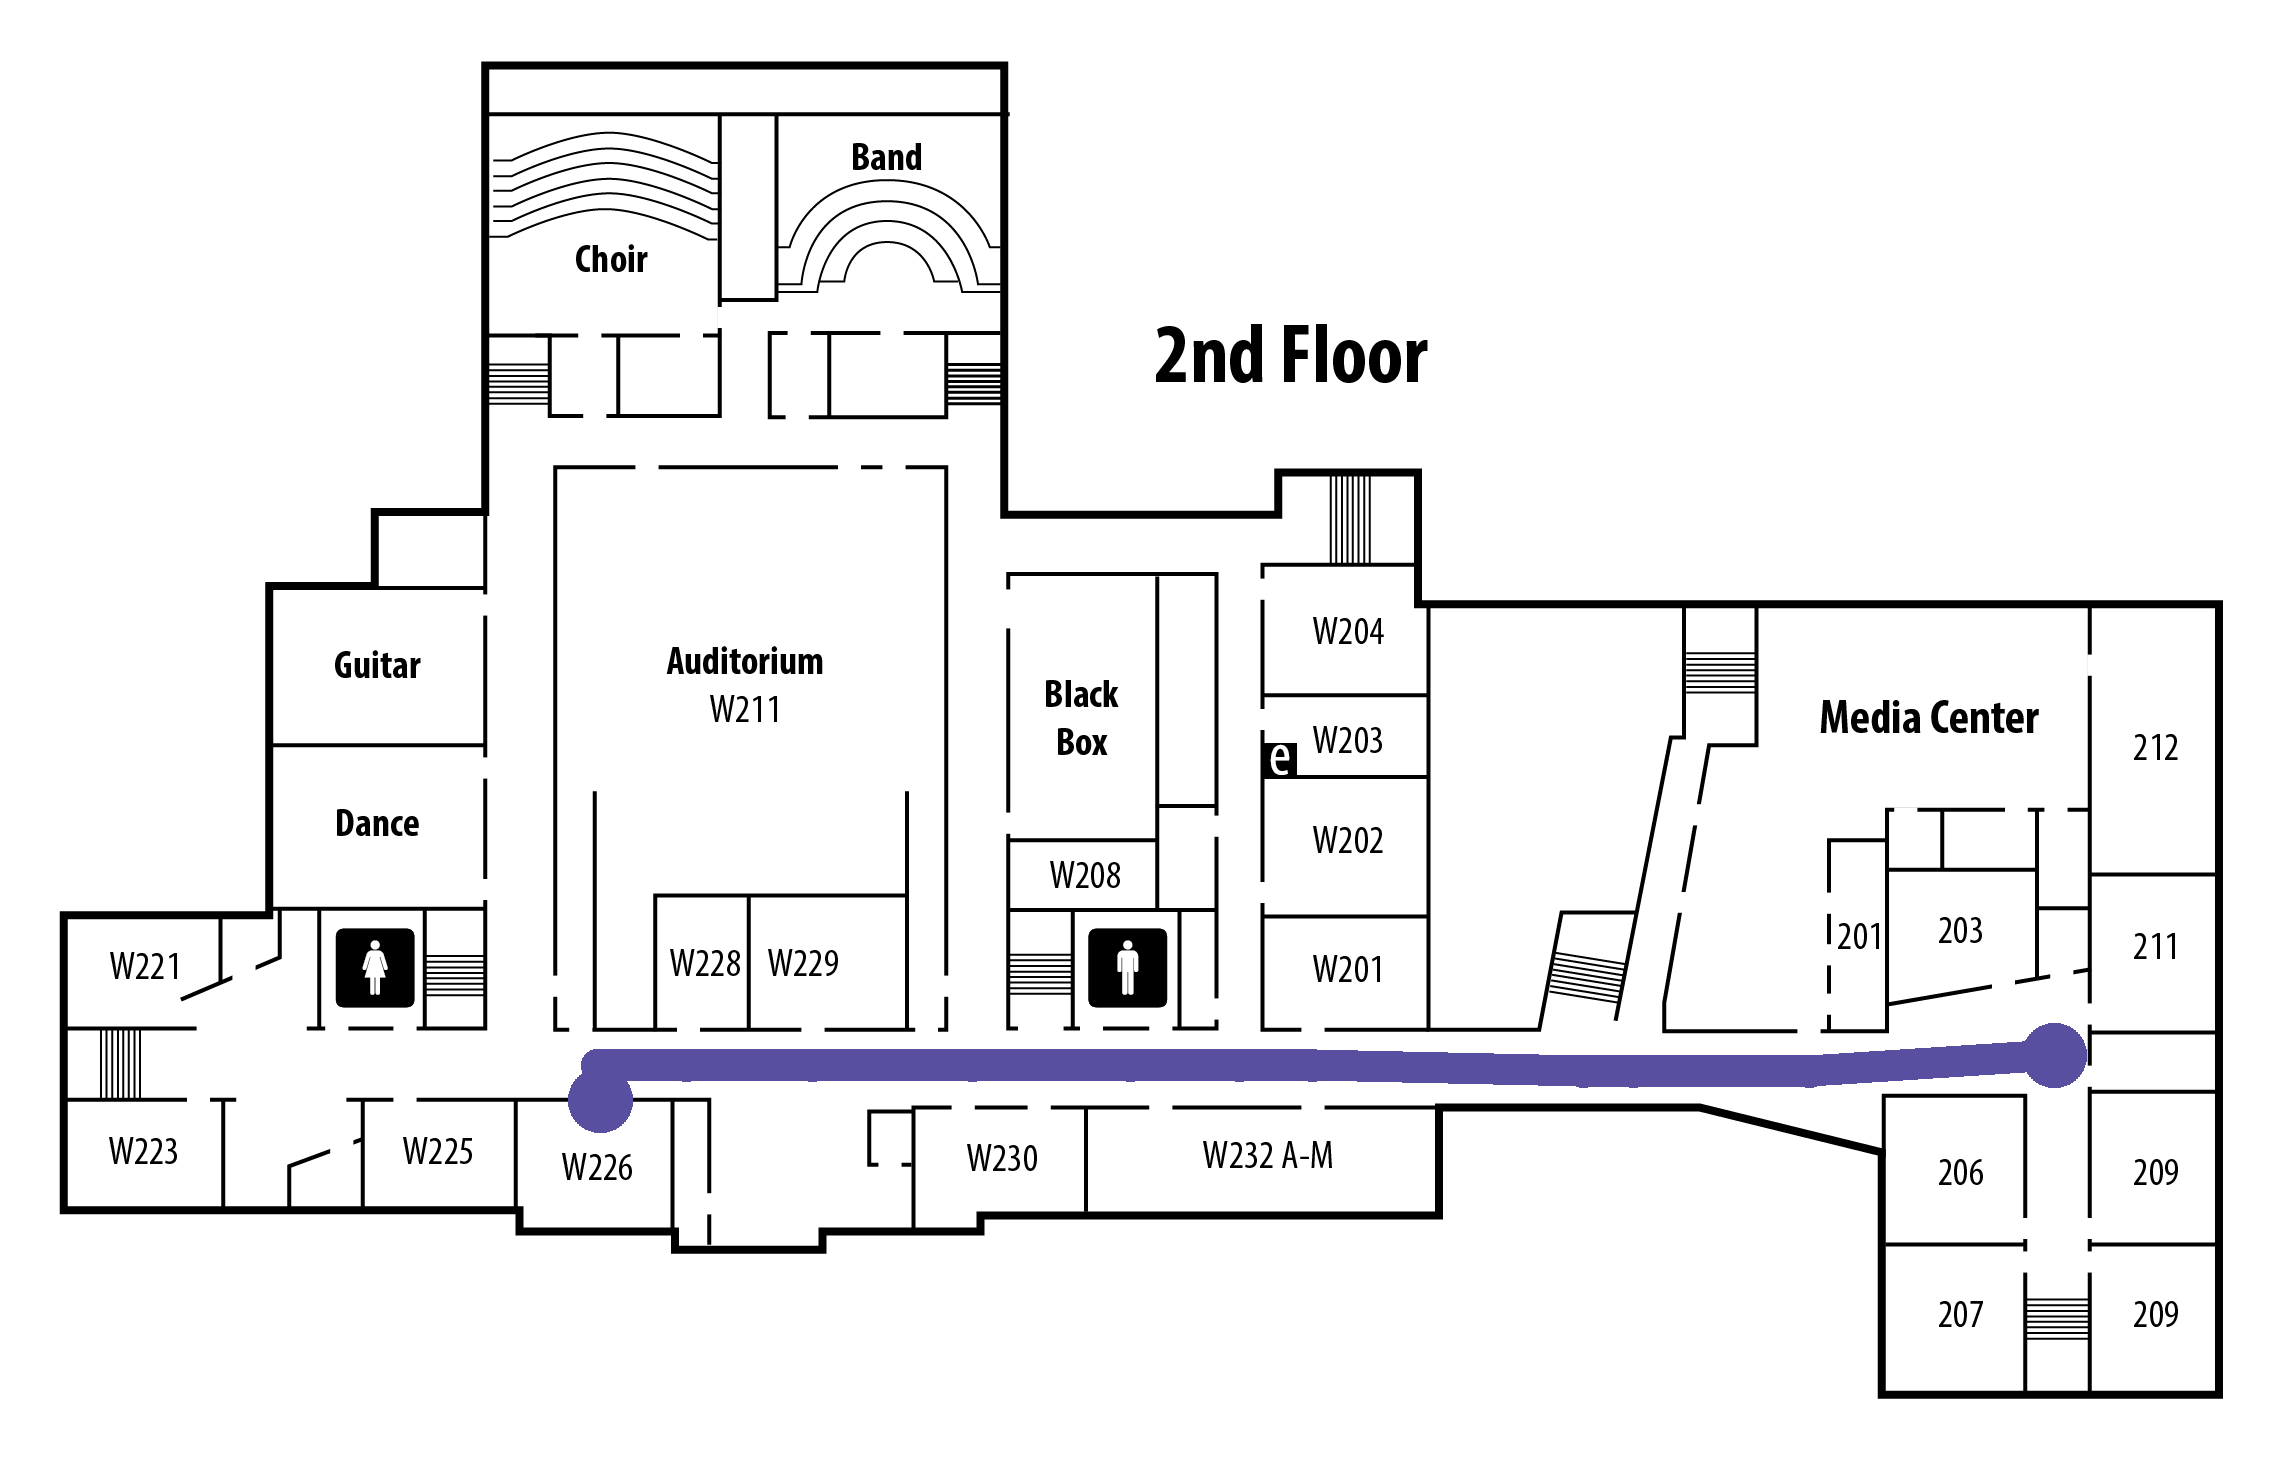 Band
Choir
2nd Floor
W204
Guitar
Auditorium
W211
Black
Box
Media Center
W203
e
212
Dance
W202
W208
201
203
211
W221
W228
W229
W201
W223
W225
W226
W230
W232 A-M
206
209
207
209